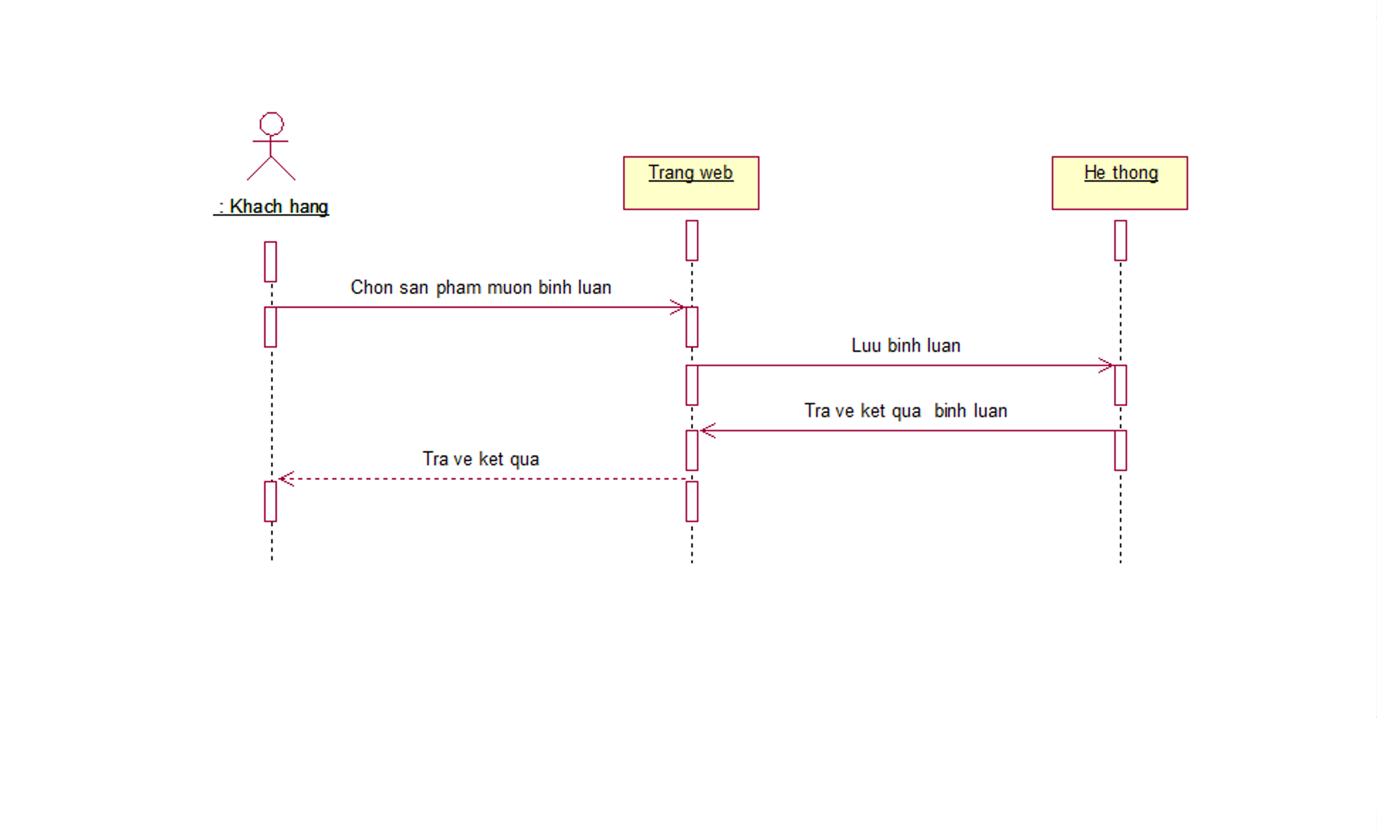 Trang web
He thong
: Khach hang
Chon san pham muon binh luan
Luu binh luan
Tra ve ket qua binh luan
Tra ve ket qua